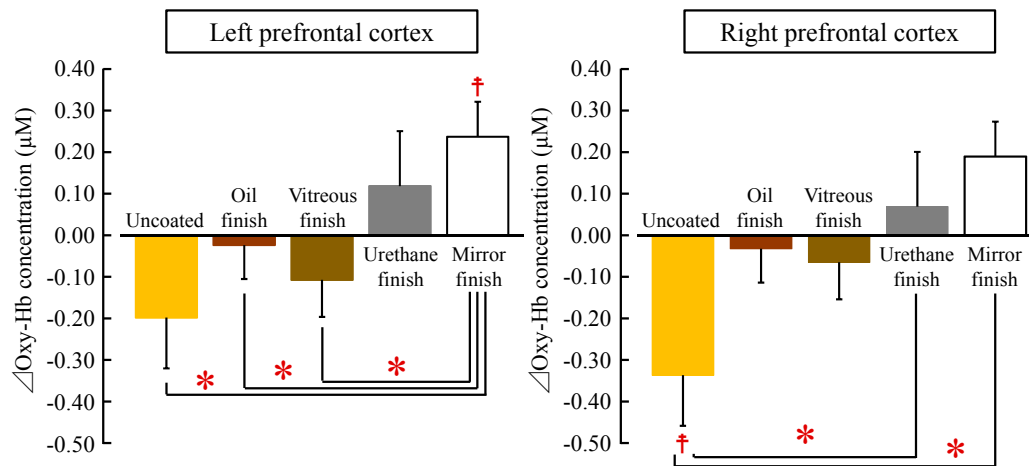 Left prefrontal cortex
⊿Oxy-Hb concentration (μM)
0.40
0.30
0.20
0.10
0.00
-0.10
-0.20
-0.30
-0.40
-0.50
Uncoated
Oil
finish
Vitreous
finish
Urethane
finish
Mirror
finish
☨
*
*
*
Right prefrontal cortex
⊿Oxy-Hb concentration (μM)
0.40
0.30
0.20
0.10
0.00
-0.10
-0.20
-0.30
-0.40
-0.50
Uncoated
Oil
finish
Vitreous
finish
Urethane
finish
Mirror
finish
☨
*
*